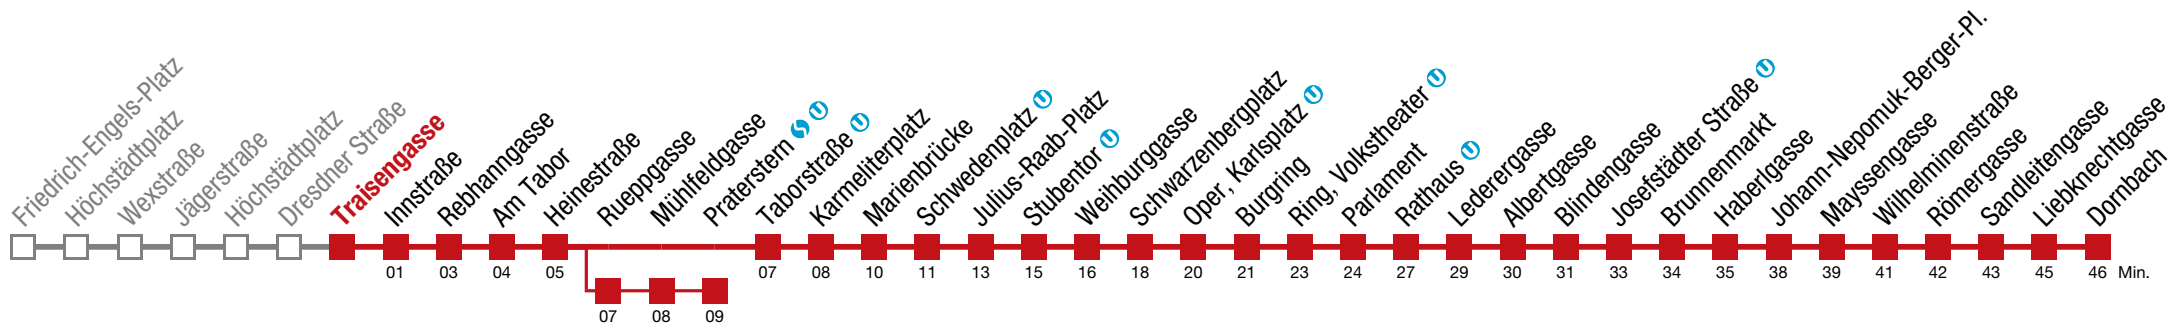 Friedrich-Engels-Platz
Höchstädtplatz
Wexstraße
Jägerstraße
Höchstädtplatz
Dresdner Straße
Traisengasse
Innstraße
Rebhanngasse
Am Tabor
Heinestraße
Rueppgasse
Mühlfeldgasse
Praterstern
Taborstraße
Karmeliterplatz
Marienbrücke
Schwedenplatz
Julius-Raab-Platz
Stubentor
Weihburggasse
Schwarzenbergplatz
Oper, Karlsplatz
Burgring
Ring, Volkstheater
Parlament
Rathaus
Lederergasse
Albertgasse
Blindengasse
Josefstädter Straße
Brunnenmarkt
Haberlgasse
Johann-Nepomuk-Berger-Pl.
Mayssengasse
Wilhelminenstraße
Römergasse
Sandleitengasse
Liebknechtgasse
Dornbach
01 03 04 05 07 08 10 11 13 15 16 18 20 21 23 24 27 29 30 31 33 34 35 38 39 41 42 43 45 46 Min.
07 08 09